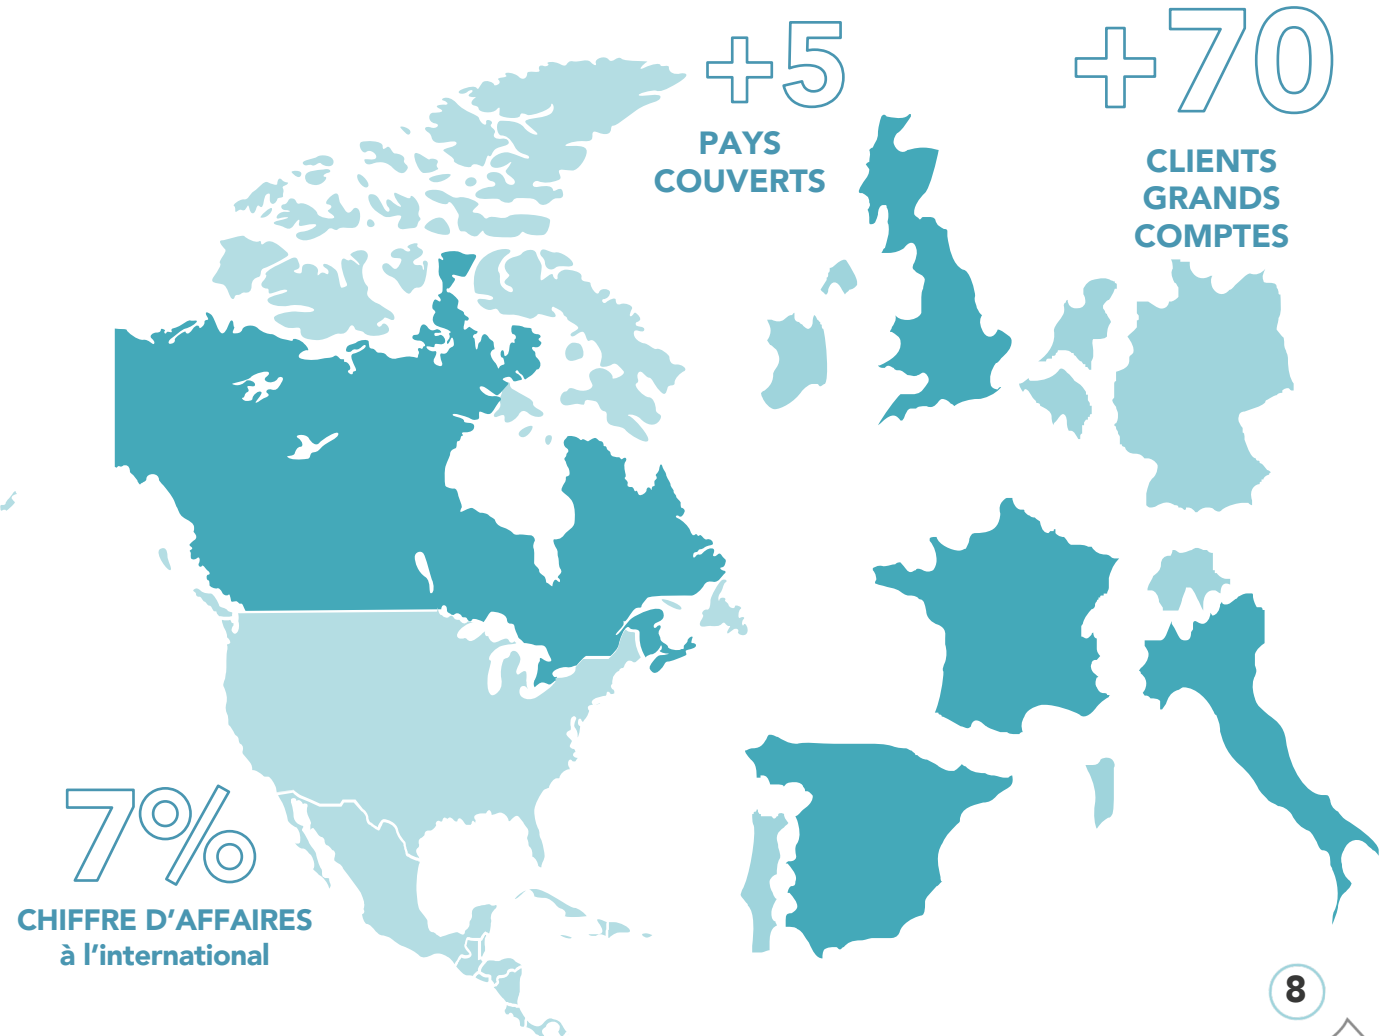 +5
PAYS
COUVERTS
+70
CLIENTS
GRANDS
COMPTES
7%
CHIFFRE D’AFFAIRES
à l’international
8